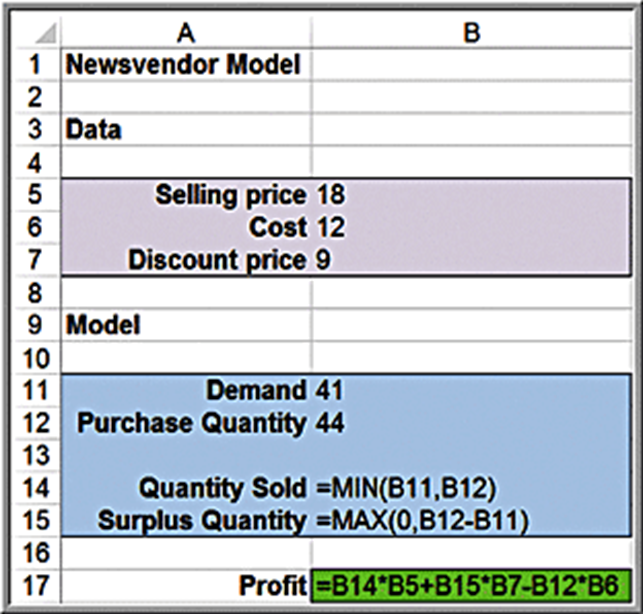 A B
1 Newsvendor Model
2
3 Data
4
5 Selling price 18
6 Cost 12
7 Discount price 9
8
9 Model
10
11 Demand 41
12 Purchase Quantity 44
13
14 Quantity Sold =MIN(B11,B12)
15 Surplus Quantity =MAX(0,B12-B11)
16
17 Profit =B14*B5+B15*B7-B12*B6